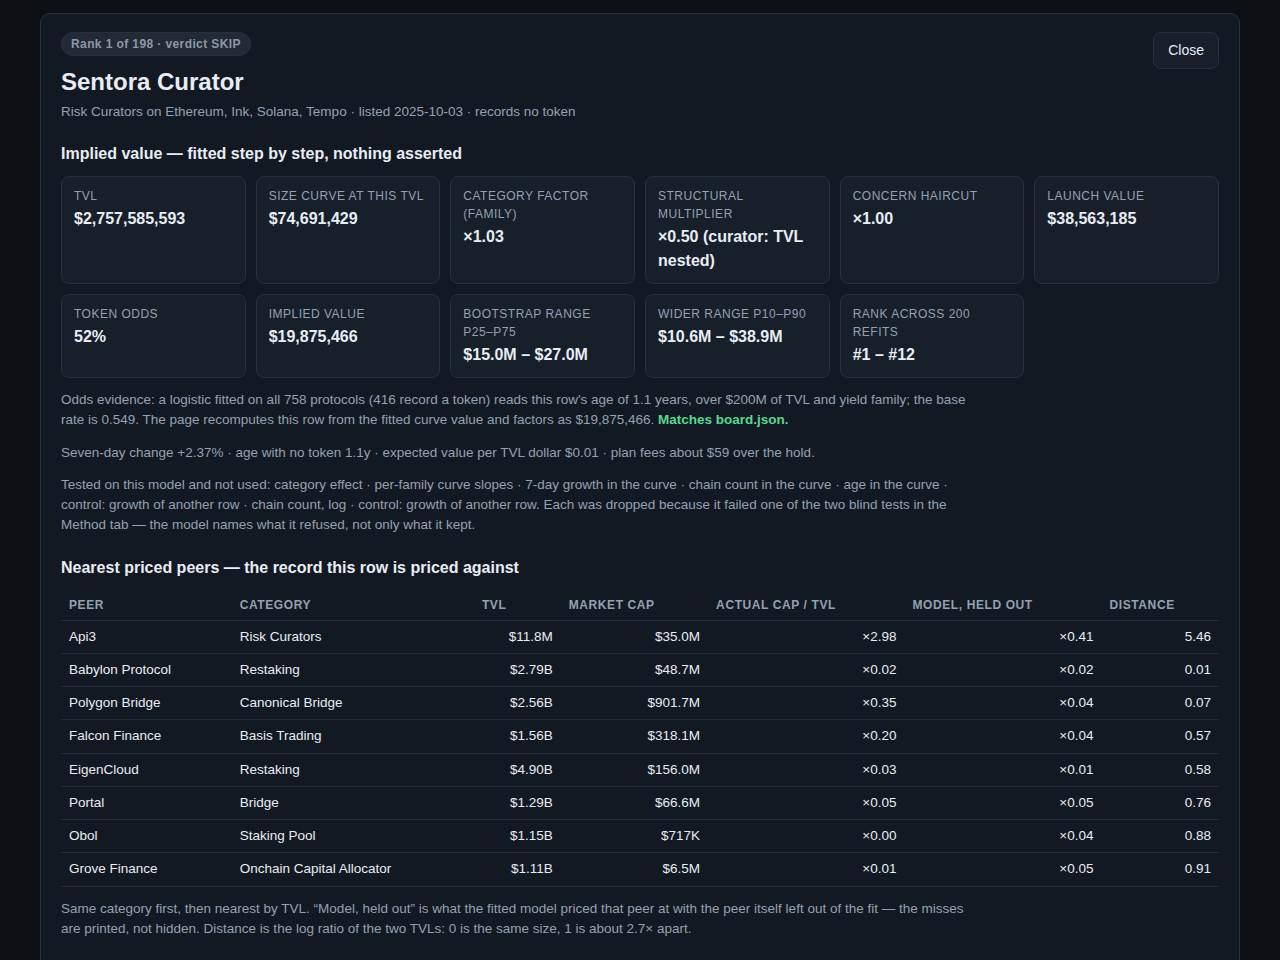 Rank 1 of 198 · verdict SKIP
Close
Sentora Curator
Risk Curators on Ethereum, Ink, Solana, Tempo · listed 2025-10-03 · records no token
Implied value — fitted step by step, nothing asserted
TVL
$2,757,585,593
SIZE CURVE AT THIS TVL
$74,691,429
CATEGORY FACTOR
(FAMILY)
×1.03
STRUCTURAL
MULTIPLIER
×0.50 (curator: TVL
nested)
CONCERN HAIRCUT
×1.00
LAUNCH VALUE
$38,563,185
TOKEN ODDS
52%
IMPLIED VALUE
$19,875,466
BOOTSTRAP RANGE
P25–P75
$15.0M – $27.0M
WIDER RANGE P10–P90
$10.6M – $38.9M
RANK ACROSS 200
REFITS
#1 – #12
Odds evidence: a logistic fitted on all 758 protocols (416 record a token) reads this row's age of 1.1 years, over $200M of TVL and yield family; the base
rate is 0.549. The page recomputes this row from the fitted curve value and factors as $19,875,466. Matches board.json.
Seven-day change +2.37% · age with no token 1.1y · expected value per TVL dollar $0.01 · plan fees about $59 over the hold.
Tested on this model and not used: category effect · per-family curve slopes · 7-day growth in the curve · chain count in the curve · age in the curve ·
control: growth of another row · chain count, log · control: growth of another row. Each was dropped because it failed one of the two blind tests in the
Method tab — the model names what it refused, not only what it kept.
Nearest priced peers — the record this row is priced against
PEER CATEGORY TVL MARKET CAP ACTUAL CAP / TVL MODEL, HELD OUT DISTANCE
Api3 Risk Curators $11.8M $35.0M ×2.98 ×0.41 5.46
Babylon Protocol Restaking $2.79B $48.7M ×0.02 ×0.02 0.01
Polygon Bridge Canonical Bridge $2.56B $901.7M ×0.35 ×0.04 0.07
Falcon Finance Basis Trading $1.56B $318.1M ×0.20 ×0.04 0.57
EigenCloud Restaking $4.90B $156.0M ×0.03 ×0.01 0.58
Portal Bridge $1.29B $66.6M ×0.05 ×0.05 0.76
Obol Staking Pool $1.15B $717K ×0.00 ×0.04 0.88
Grove Finance Onchain Capital Allocator $1.11B $6.5M ×0.01 ×0.05 0.91
Same category first, then nearest by TVL. “Model, held out” is what the fitted model priced that peer at with the peer itself left out of the fit — the misses
are printed, not hidden. Distance is the log ratio of the two TVLs: 0 is the same size, 1 is about 2.7× apart.